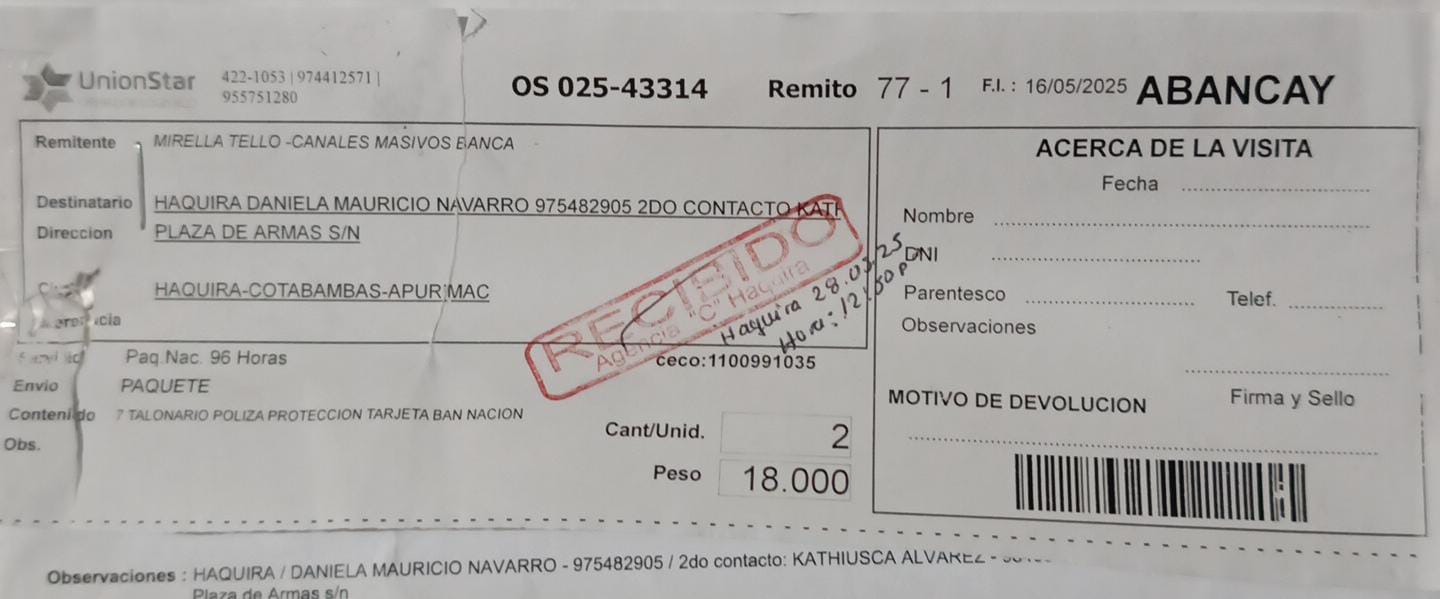 UnionStar 422-1053 | 974412571 |
955751280
OS 025-43314 Remito 77 - 1 F.I. : 16/05/2025 ABANCAY
Remitente MIRELLA TELLO -CANALES MASIVOS BANCA
Destinatario HAQUIRA DANIELA MAURICIO NAVARRO 975482905 2DO CONTACTO KATH
Direccion PLAZA DE ARMAS S/N
HAQUIRA-COTABAMBAS-APURIMAC
RECIBIDO
Agencia "C" Haquira
Haquira 28.05.25
Hora: 12:50 P
Paq.Nac. 96 Horas
ceco:1100991035
Envio PAQUETE
Contenido 7 TALONARIO POLIZA PROTECCION TARJETA BAN NACION
Obs.
Cant/Unid. 2
Peso 18.000
ACERCA DE LA VISITA
Fecha
Nombre
DNI
Parentesco Telef.
Observaciones
Firma y Sello
MOTIVO DE DEVOLUCION
Observaciones : HAQUIRA / DANIELA MAURICIO NAVARRO - 975482905 / 2do contacto: KATHIUSCA ALVAREZ -
Plaza de Armas s/n